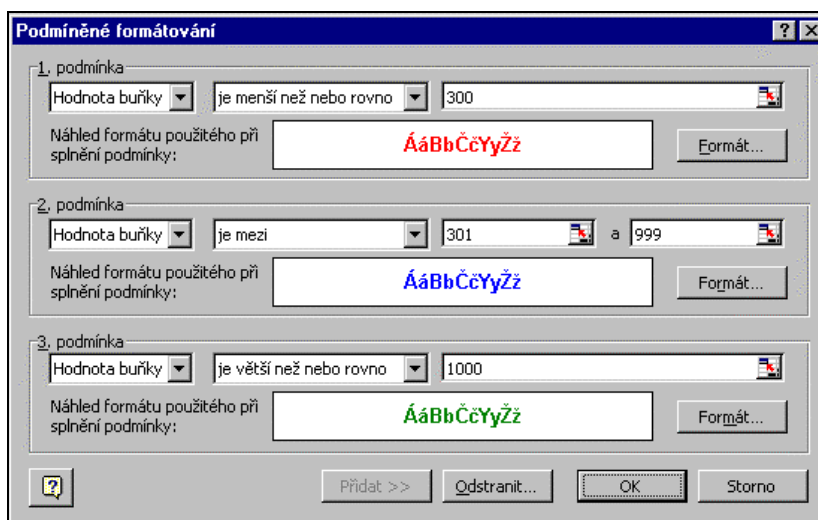 Podmíněné formátování
1. podmínka
Hodnota buňky je menší než nebo rovno 300
Náhled formátu použitého při
splnění podmínky:
ÁáBbČčYyŽž
Formát...
2. podmínka
Hodnota buňky je mezi 301 a 999
Náhled formátu použitého při
splnění podmínky:
ÁáBbČčYyŽž
Formát...
3. podmínka
Hodnota buňky je větší než nebo rovno 1000
Náhled formátu použitého při
splnění podmínky:
ÁáBbČčYyŽž
Formát...
Přidat >> Odstranit... OK Storno